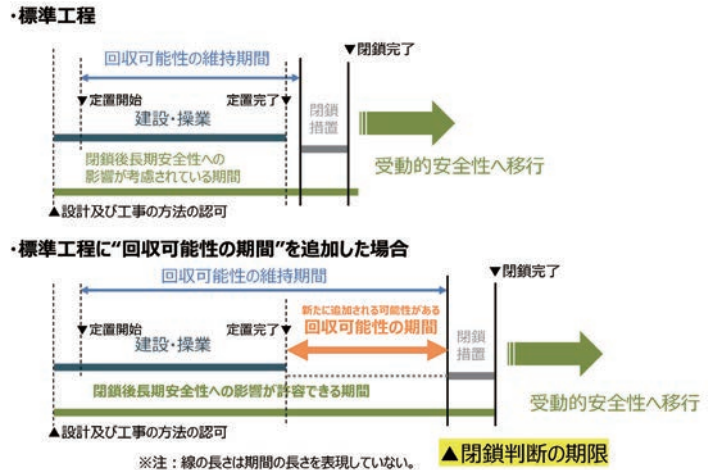 ・標準工程
回収可能性の維持期間
▼閉鎖完了
▼定置開始
定置完了▼
建設・操業
閉鎖
措置
閉鎖後長期安全性への
影響が考慮されている期間
受動的安全性へ移行
▲設計及び工事の方法の認可
・標準工程に“回収可能性の期間”を追加した場合
回収可能性の維持期間
▼閉鎖完了
新たに追加される可能性がある
回収可能性の期間
▼定置開始
定置完了▼
建設・操業
閉鎖
措置
閉鎖後長期安全性への影響が許容できる期間
受動的安全性へ移行
▲設計及び工事の方法の認可
※注：線の長さは期間の長さを表現していない。
▲閉鎖判断の期限